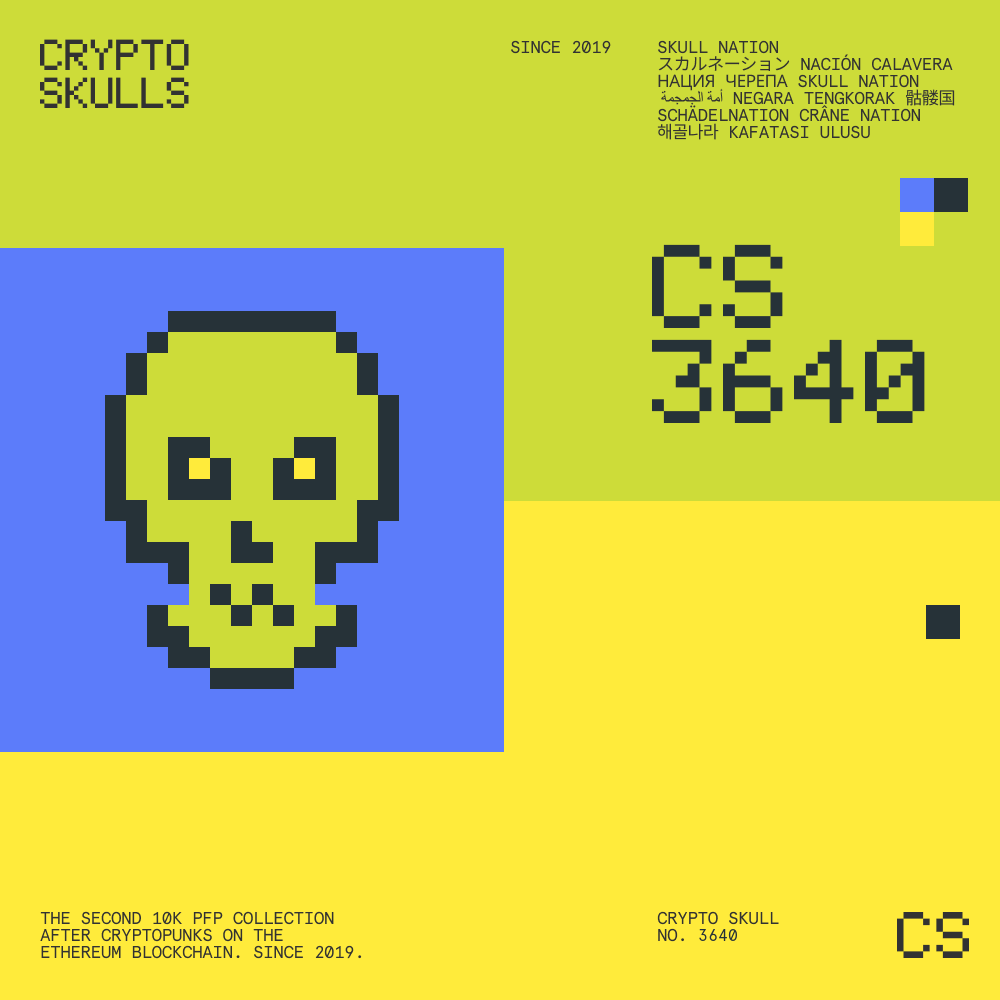 CRYPTO
SKULLS
SINCE 2019
SKULL NATION
スカルネーション NACIÓN CALAVERA
НАЦИЯ ЧЕРЕПА SKULL NATION
أمة الجمجمة NEGARA TENGKORAK 骷髅国
SCHÄDELNATION CRÂNE NATION
해골나라 KAFATASI ULUSU
CS
3640
THE SECOND 10K PFP COLLECTION
AFTER CRYPTOPUNKS ON THE
ETHEREUM BLOCKCHAIN. SINCE 2019.
CRYPTO SKULL
NO. 3640
CS